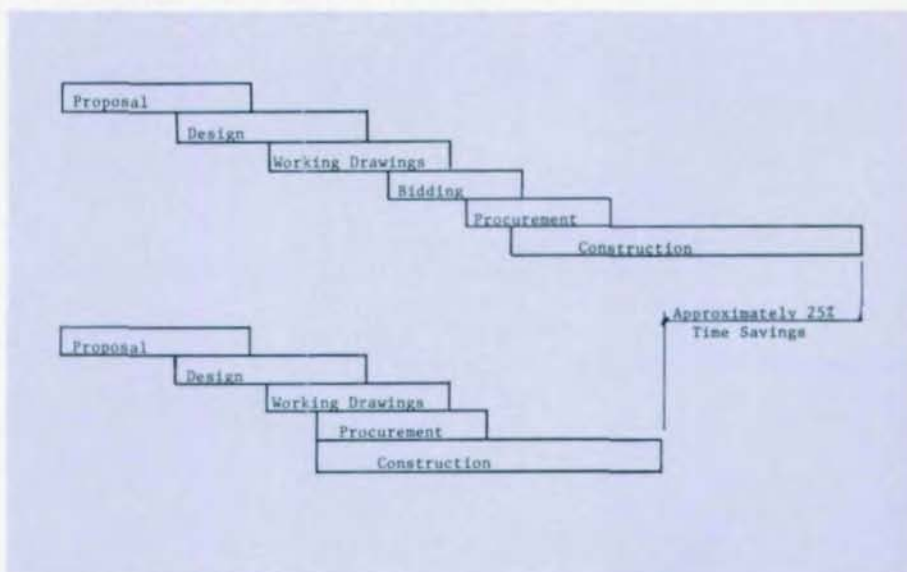 Proposal
Design
Working Drawings
Bidding
Procurement
Construction
Approximately 25%
Time Savings
Proposal
Design
Working Drawings
Procurement
Construction